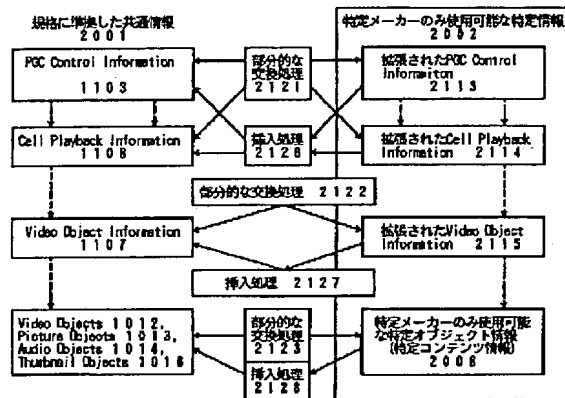 規格に準拠した共通情報
2001
特定メーカーのみ使用可能な特定情報
2002
PGC Control Information
1103
部分的な
交換処理
2121
拡張されたPGC Control
Informaiton
2113
Cell Playback Information
1108
挿入処理
2126
拡張されたCell Playback
Information 2114
部分的な交換処理 2122
Video Object Information
1107
拡張されたVideo Object
Information 2115
挿入処理 2127
Video Objects 1012,
Picture Objects 1013,
Audio Objects 1014,
Thumbnail Objects 1016
部分的な
交換処理
2123
挿入処理
2128
特定メーカーのみ使用可能
な特定オブジェクト情報
(特定コンテンツ情報)
2008